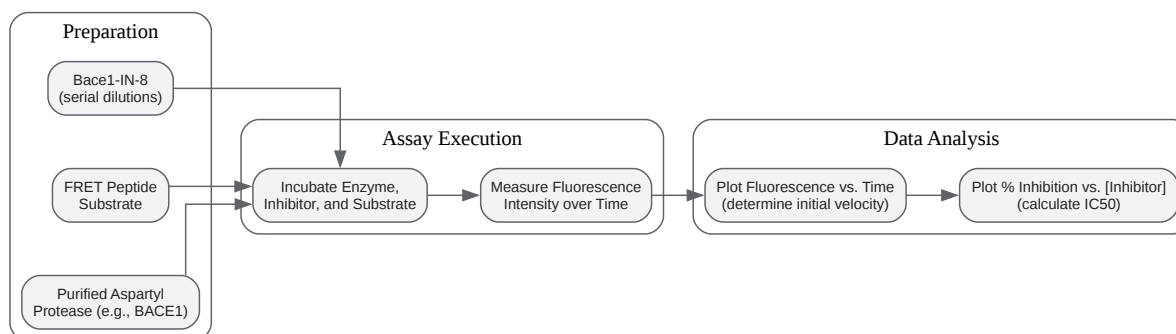 Preparation
Bace1-IN-8
(serial dilutions)
FRET Peptide
Substrate
Purified Aspartyl
Protease (e.g., BACE1)
Assay Execution
Incubate Enzyme,
Inhibitor, and Substrate
Measure Fluorescence
Intensity over Time
Data Analysis
Plot Fluorescence vs. Time
(determine initial velocity)
Plot % Inhibition vs. [Inhibitor]
(calculate IC50)